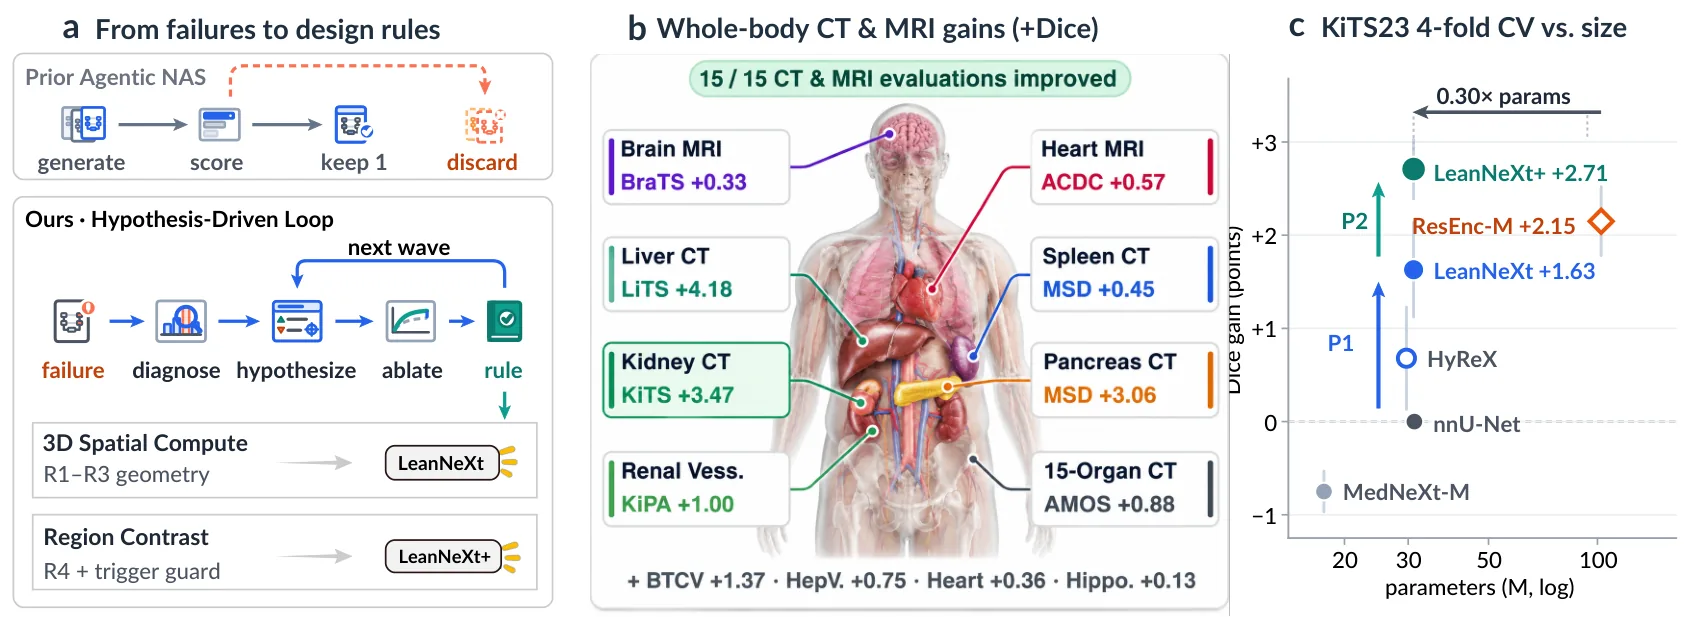 a From failures to design rules
Prior Agentic NAS
generate
score
keep 1
discard
Ours · Hypothesis-Driven Loop
next wave
failure
diagnose
hypothesize
ablate
rule
3D Spatial Compute
R1–R3 geometry
LeanNeXt
Region Contrast
R4 + trigger guard
LeanNeXt+
b Whole-body CT & MRI gains (+Dice)
15 / 15 CT & MRI evaluations improved
Brain MRI
BraTS +0.33
Liver CT
LiTS +4.18
Kidney CT
KiTS +3.47
Renal Vess.
KiPA +1.00
Heart MRI
ACDC +0.57
Spleen CT
MSD +0.45
Pancreas CT
MSD +3.06
15-Organ CT
AMOS +0.88
+ BTCV +1.37 · HepV. +0.75 · Heart +0.36 · Hippo. +0.13
c KiTS23 4-fold CV vs. size
Dice gain (points)
+3
+2
+1
0
−1
0.30× params
LeanNeXt+ +2.71
P2
ResEnc-M +2.15
LeanNeXt +1.63
P1
HyReX
nnU-Net
MedNeXt-M
20
30
50
100
parameters (M, log)